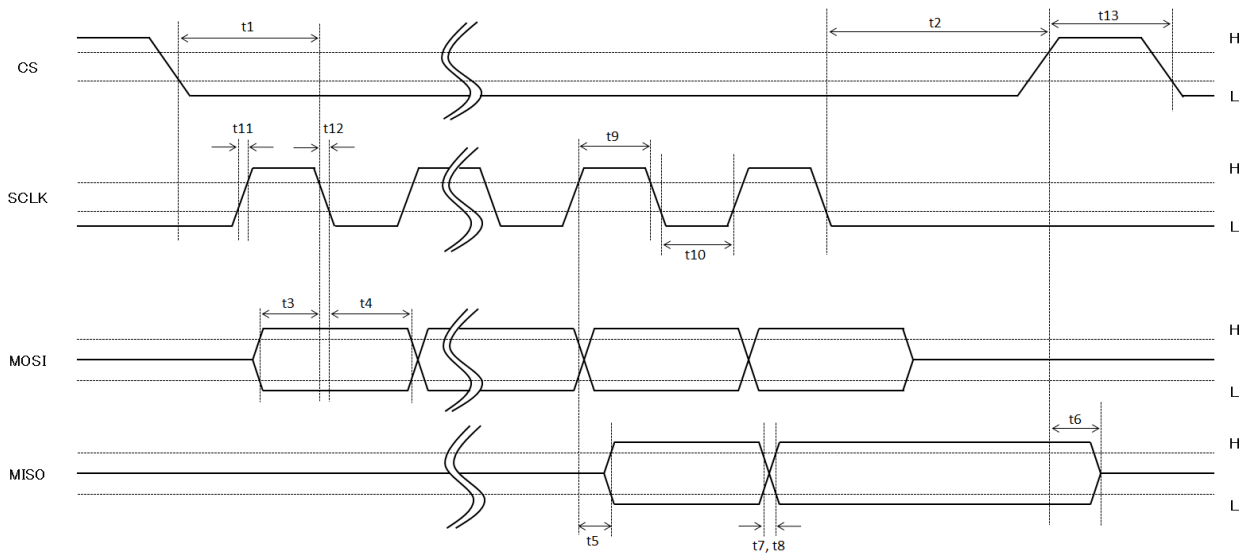 t1
t2
t13
H
CS
L
t11
t12
t9
H
SCLK
L
t10
t3
t4
H
MOSI
L
t6
H
MISO
L
t5
t7, t8